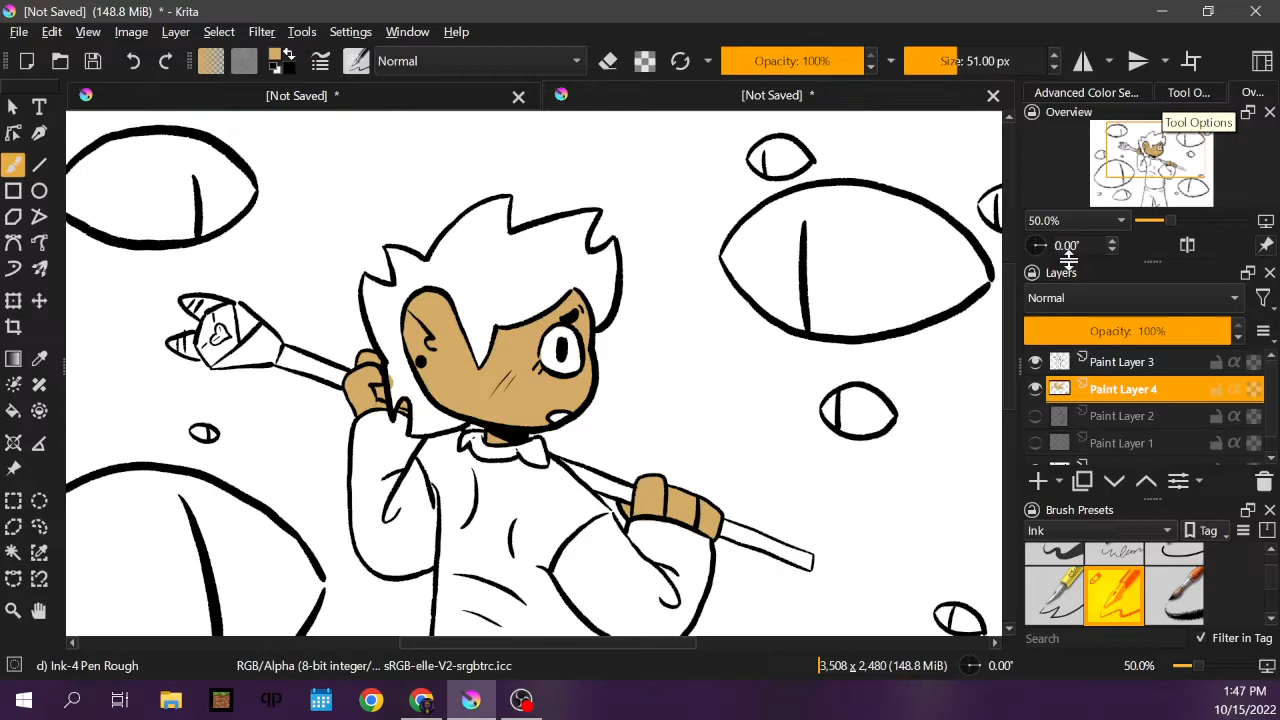 [Not Saved] (148.8 MiB) * - Krita
File Edit View Image Layer Select Filter Tools Settings Window Help
Normal
Opacity: 100%
Size: 51.00 px
[Not Saved] *
[Not Saved] *
Advanced Color Se...
Tool O...
Ov...
Overview
Tool Options
50.0%
0.00°
Layers
Normal
Opacity: 100%
Paint Layer 3
Paint Layer 4
Paint Layer 2
Paint Layer 1
Brush Presets
Ink
Tag
Search
Filter in Tag
d) Ink-4 Pen Rough
RGB/Alpha (8-bit integer/... sRGB-elle-V2-srgbtrc.icc
3,508 x 2,480 (148.8 MiB)
0.00°
50.0%
qp
1:47 PM
10/15/2022